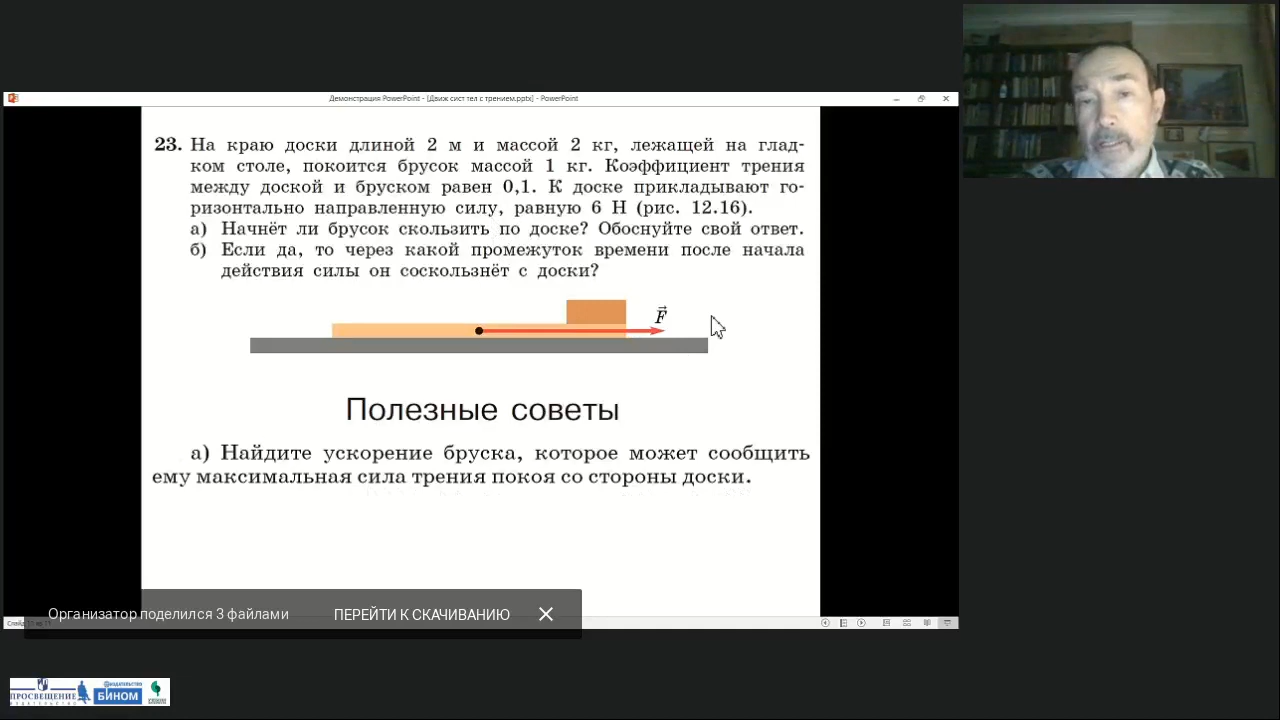 Демонстрация PowerPoint - [Движ сист тел с трением.pptx] - PowerPoint
23. На краю доски длиной 2 м и массой 2 кг, лежащей на глад-
ком столе, покоится брусок массой 1 кг. Коэффициент трения
между доской и бруском равен 0,1. К доске прикладывают го-
ризонтально направленную силу, равную 6 Н (рис. 12.16).
а) Начнёт ли брусок скользить по доске? Обоснуйте свой ответ.
б) Если да, то через какой промежуток времени после начала
действия силы он соскользнёт с доски?
F
Полезные советы
а) Найдите ускорение бруска, которое может сообщить
ему максимальная сила трения покоя со стороны доски.
Организатор поделился 3 файлами
ПЕРЕЙТИ К СКАЧИВАНИЮ
Слайд
ПРОСВЕЩЕНИЕ
ИЗДАТЕЛЬСТВО
БИНОМ